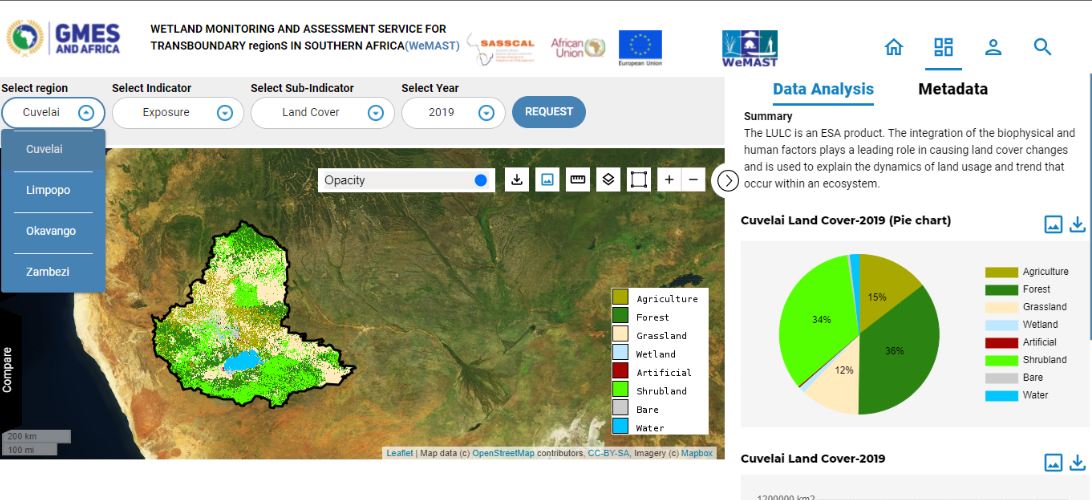 GMES
AND AFRICA
WETLAND MONITORING AND ASSESSMENT SERVICE FOR
TRANSBOUNDARY regionS IN SOUTHERN AFRICA(WeMAST)
SASSCAL
African
Union
European Union
WeMAST
Select region
Select Indicator
Select Sub-Indicator
Select Year
Cuvelai
Exposure
Land Cover
2019
REQUEST
Cuvelai
Limpopo
Okavango
Zambezi
Opacity
+
−
Agriculture
Forest
Grassland
Wetland
Artificial
Shrubland
Bare
Water
Compare
200 km
100 mi
Leaflet | Map data (c) OpenStreetMap contributors, CC-BY-SA, Imagery (c) Mapbox
Data Analysis
Metadata
Summary
The LULC is an ESA product. The integration of the biophysical and
human factors plays a leading role in causing land cover changes
and is used to explain the dynamics of land usage and trend that
occur within an ecosystem.
Cuvelai Land Cover-2019 (Pie chart)
15%
36%
12%
34%
Agriculture
Forest
Grassland
Wetland
Artificial
Shrubland
Bare
Water
Cuvelai Land Cover-2019
1200000 km2